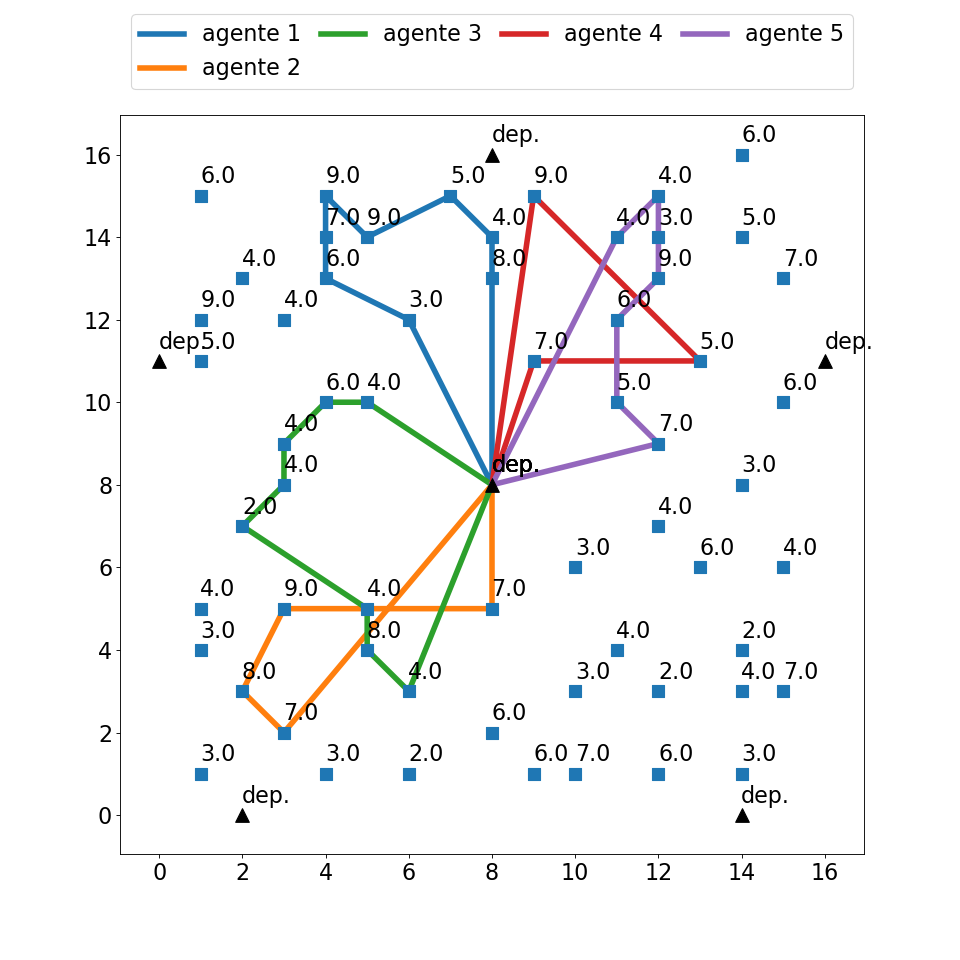 agente 1 agente 3 agente 4 agente 5
agente 2
dep. 6.0
16
6.0 9.0 5.0 9.0 4.0
7.0 9.0 4.0 4.0 3.0 5.0
14
4.0 6.0 8.0 9.0 7.0
9.0 4.0 3.0 6.0
12
dep. 5.0 7.0 5.0 dep.
6.0 4.0 5.0 6.0
10
4.0 7.0
4.0 dep. 3.0
8
2.0 4.0
3.0 6.0 4.0
6
4.0 9.0 4.0 7.0
3.0 8.0 4.0 2.0
4
8.0 4.0 3.0 2.0 4.0 7.0
7.0 6.0
2
3.0 3.0 2.0 6.0 7.0 6.0 3.0
dep. dep.
0
0 2 4 6 8 10 12 14 16